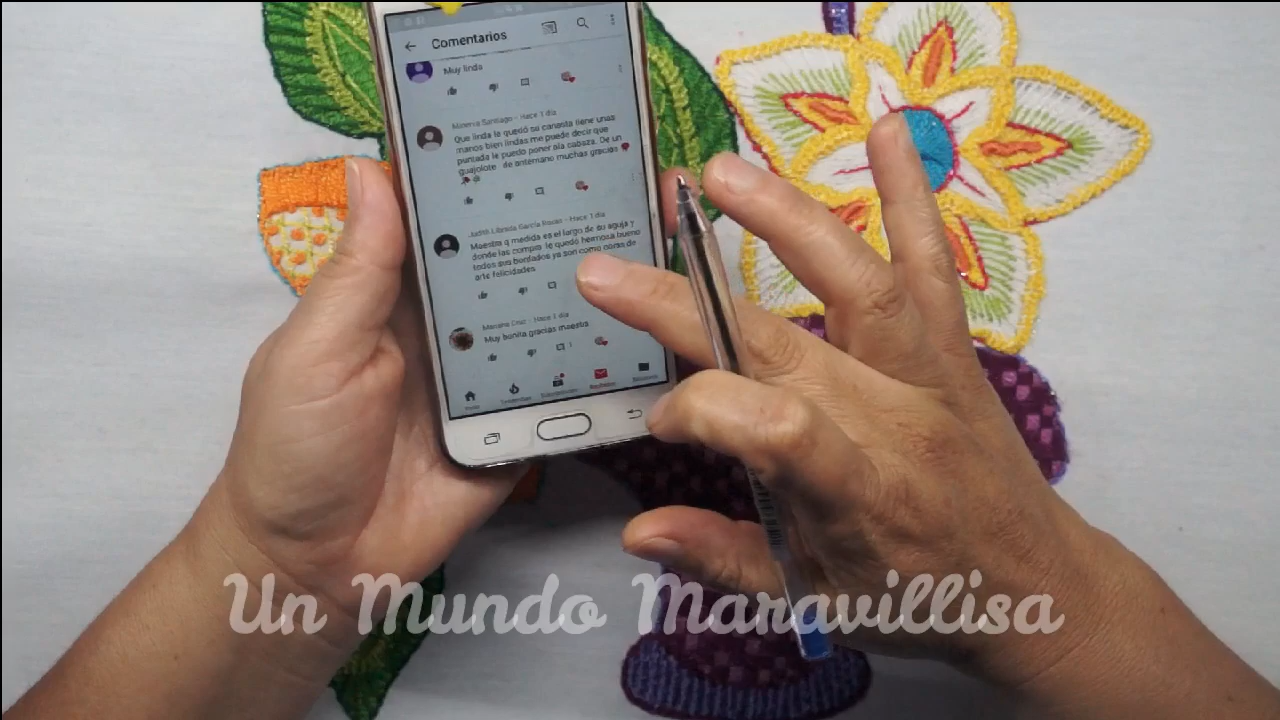 Comentarios
Muy linda
Minerva Santiago - Hace 1 día
Que linda le quedó su canasta tiene unas
manos bien lindas me puede decir que
puntada le puedo poner ala cabaza. De un
guajolote de antemano muchas gracias
Judith Librada García Rosas - Hace 1 día
Maestra q medida es el largo de su aguja y
donde las compra le quedó hermosa bueno
todos sus bordados ya son como obras de
arte felicidades
Mariana Cruz - Hace 1 día
Muy bonita gracias maestra
1
Un Mundo Maravillisa